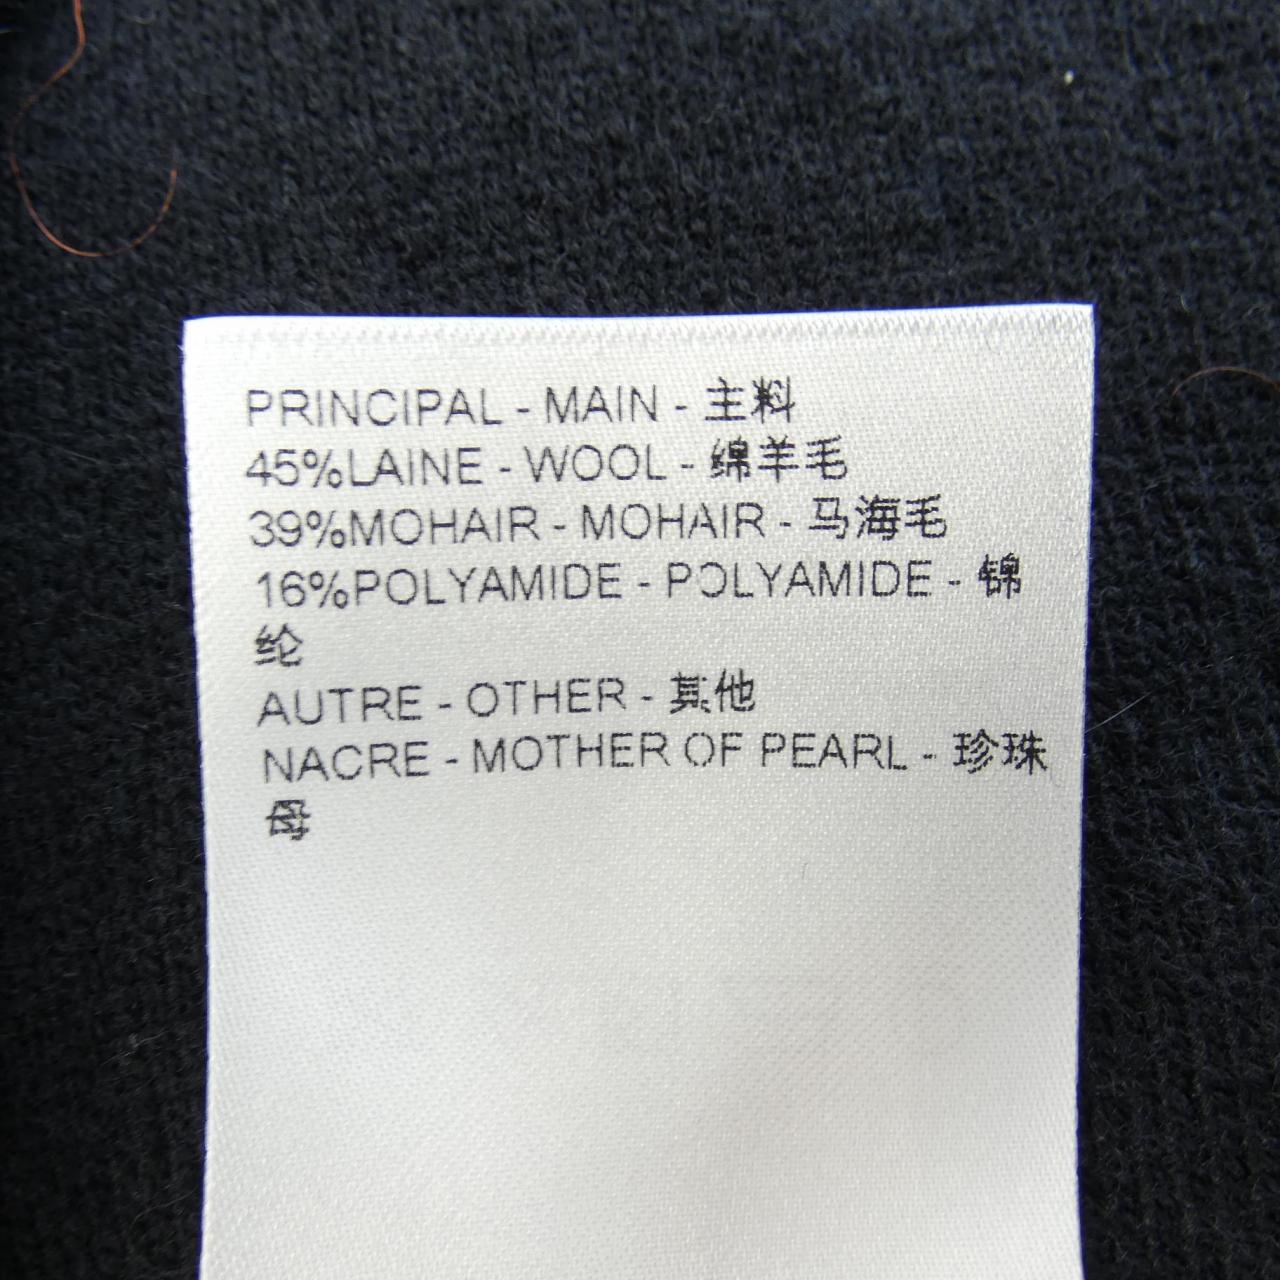 PRINCIPAL - MAIN - 主料
45%LAINE - WOOL - 绵羊毛
39%MOHAIR - MOHAIR - 马海毛
16%POLYAMIDE - POLYAMIDE - 锦
纶
AUTRE - OTHER - 其他
NACRE - MOTHER OF PEARL - 珍珠
母